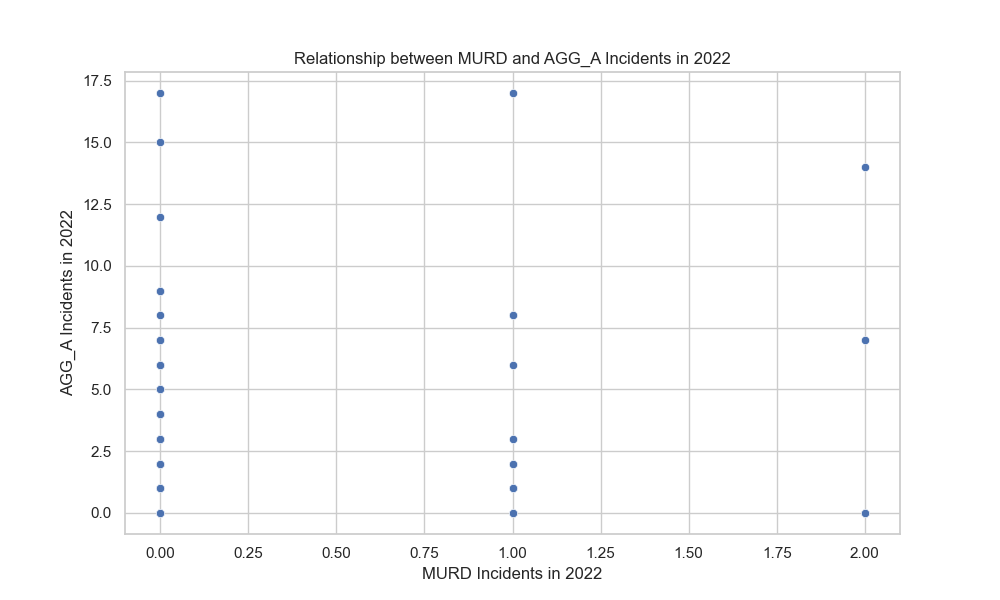 Relationship between MURD and AGG_A Incidents in 2022
17.5
15.0
12.5
10.0
7.5
5.0
2.5
0.0
AGG_A Incidents in 2022
0.00 0.25 0.50 0.75 1.00 1.25 1.50 1.75 2.00
MURD Incidents in 2022